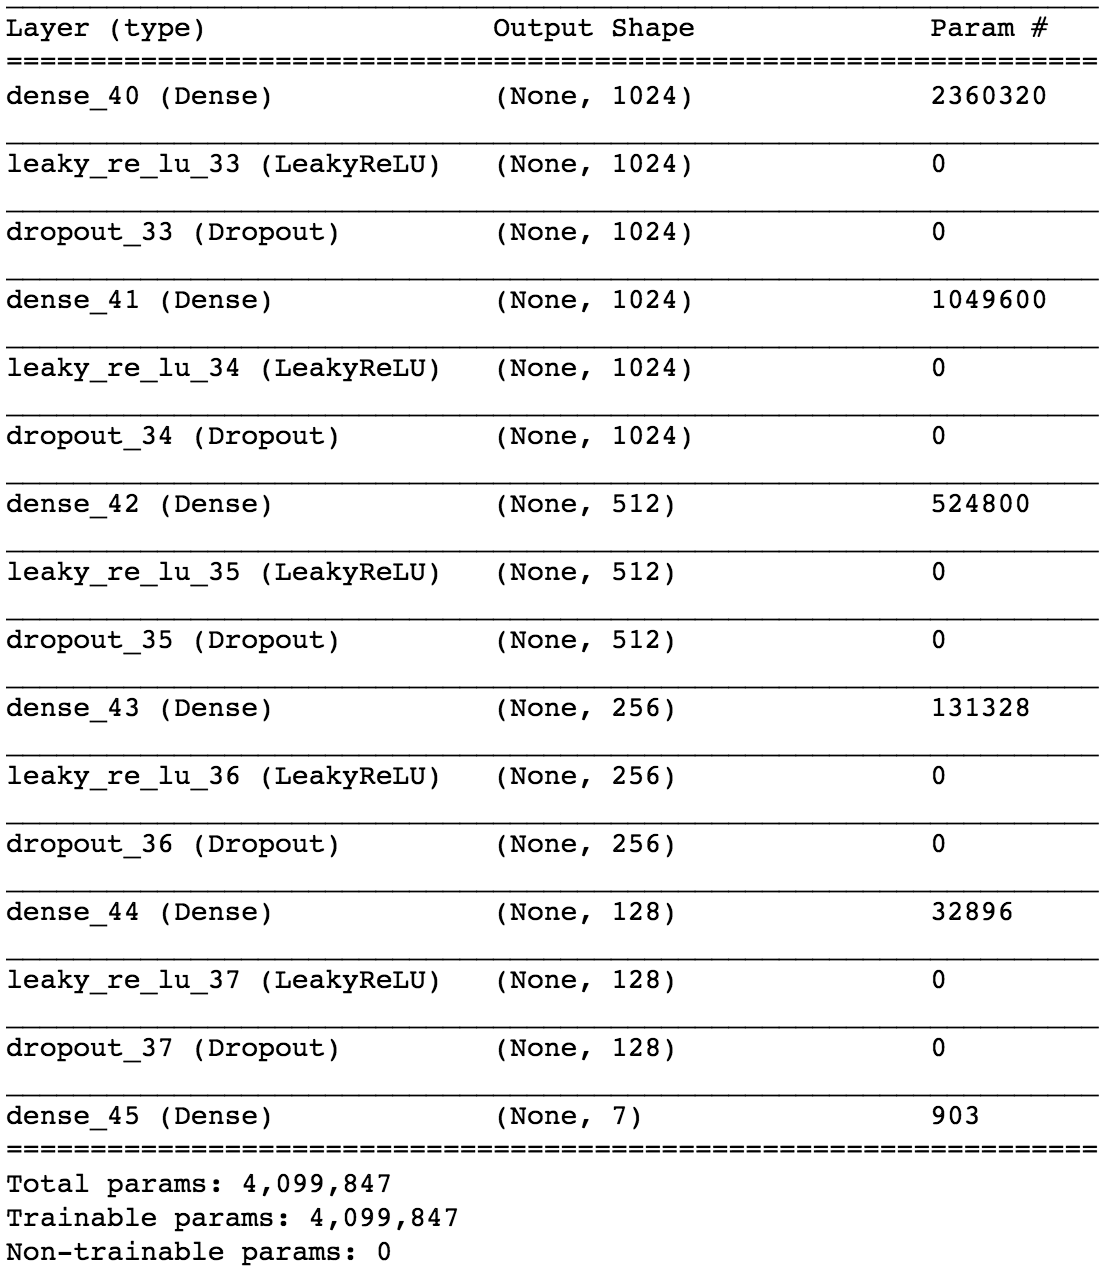 Layer (type) Output Shape Param #
=================================================================
dense_40 (Dense) (None, 1024) 2360320
leaky_re_lu_33 (LeakyReLU) (None, 1024) 0
dropout_33 (Dropout) (None, 1024) 0
dense_41 (Dense) (None, 1024) 1049600
leaky_re_lu_34 (LeakyReLU) (None, 1024) 0
dropout_34 (Dropout) (None, 1024) 0
dense_42 (Dense) (None, 512) 524800
leaky_re_lu_35 (LeakyReLU) (None, 512) 0
dropout_35 (Dropout) (None, 512) 0
dense_43 (Dense) (None, 256) 131328
leaky_re_lu_36 (LeakyReLU) (None, 256) 0
dropout_36 (Dropout) (None, 256) 0
dense_44 (Dense) (None, 128) 32896
leaky_re_lu_37 (LeakyReLU) (None, 128) 0
dropout_37 (Dropout) (None, 128) 0
dense_45 (Dense) (None, 7) 903
=================================================================
Total params: 4,099,847
Trainable params: 4,099,847
Non-trainable params: 0